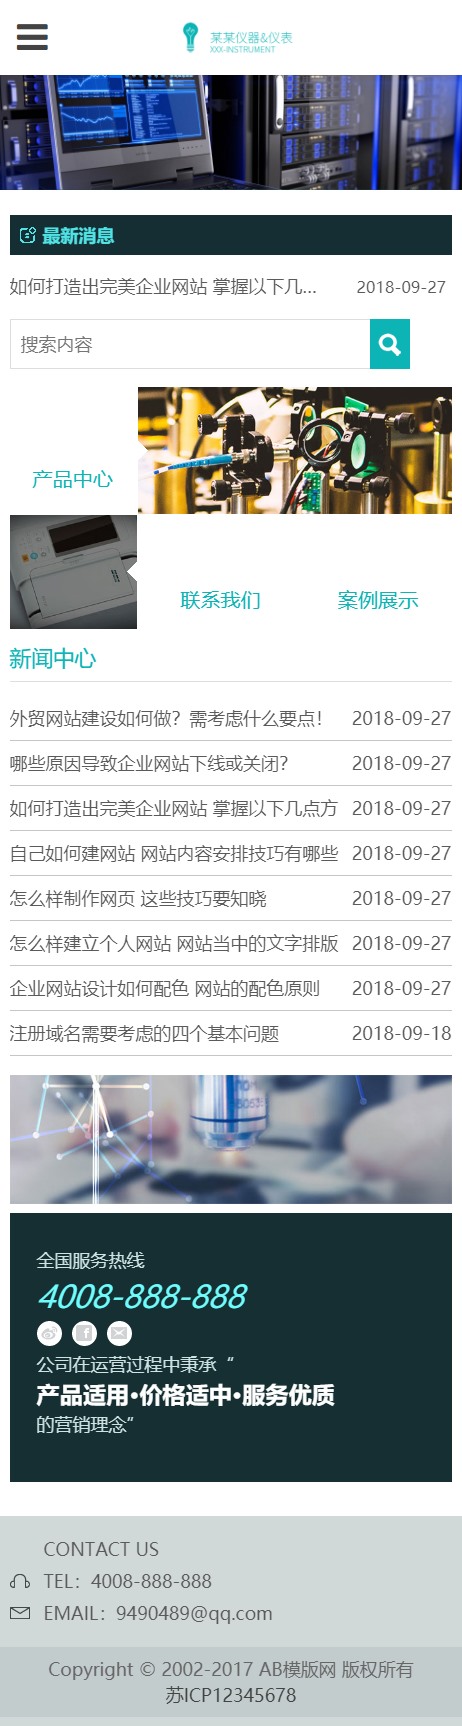 某某仪器&仪表
XXX-INSTRUMENT
最新消息
如何打造出完美企业网站 掌握以下几... 2018-09-27
搜索内容
产品中心
联系我们 案例展示
新闻中心
外贸网站建设如何做？需考虑什么要点！ 2018-09-27
哪些原因导致企业网站下线或关闭？ 2018-09-27
如何打造出完美企业网站 掌握以下几点方 2018-09-27
自己如何建网站 网站内容安排技巧有哪些 2018-09-27
怎么样制作网页 这些技巧要知晓 2018-09-27
怎么样建立个人网站 网站当中的文字排版 2018-09-27
企业网站设计如何配色 网站的配色原则 2018-09-27
注册域名需要考虑的四个基本问题 2018-09-18
全国服务热线
4008-888-888
公司在运营过程中秉承“
产品适用·价格适中·服务优质
的营销理念”
CONTACT US
TEL：4008-888-888
EMAIL：9490489@qq.com
Copyright © 2002-2017 AB模版网 版权所有
苏ICP12345678